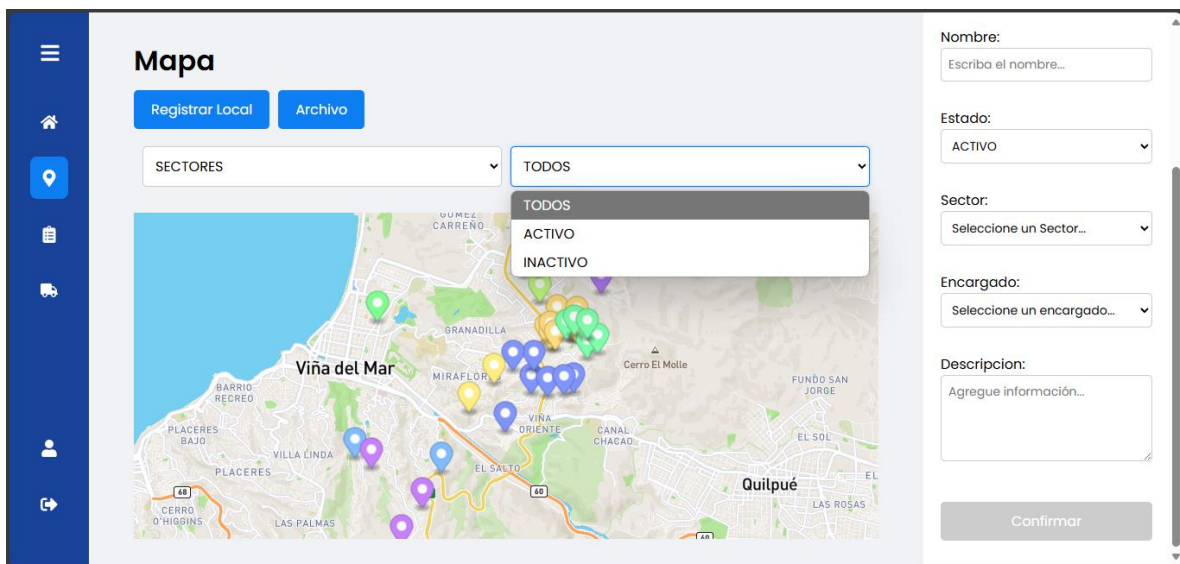 Mapa
Registrar Local
Archivo
SECTORES
TODOS
TODOS
ACTIVO
INACTIVO
GÓMEZ
CARREÑO
GRANADILLA
Viña del Mar
MIRAFLOR
Cerro El Molle
BARRIO
RECREO
FUNDO SAN
JORGE
PLACERES
BAJO
VIÑA
ORIENTE
CANAL
CHACAO
EL SOL
VILLA LINDA
PLACERES
EL SALTO
EL
68
60
Quilpué
LAS ROSAS
CERRO
O'HIGGINS
LAS PALMAS
60
Nombre:
Escriba el nombre...
Estado:
ACTIVO
Sector:
Seleccione un Sector...
Encargado:
Seleccione un encargado...
Descripcion:
Agregue información...
Confirmar